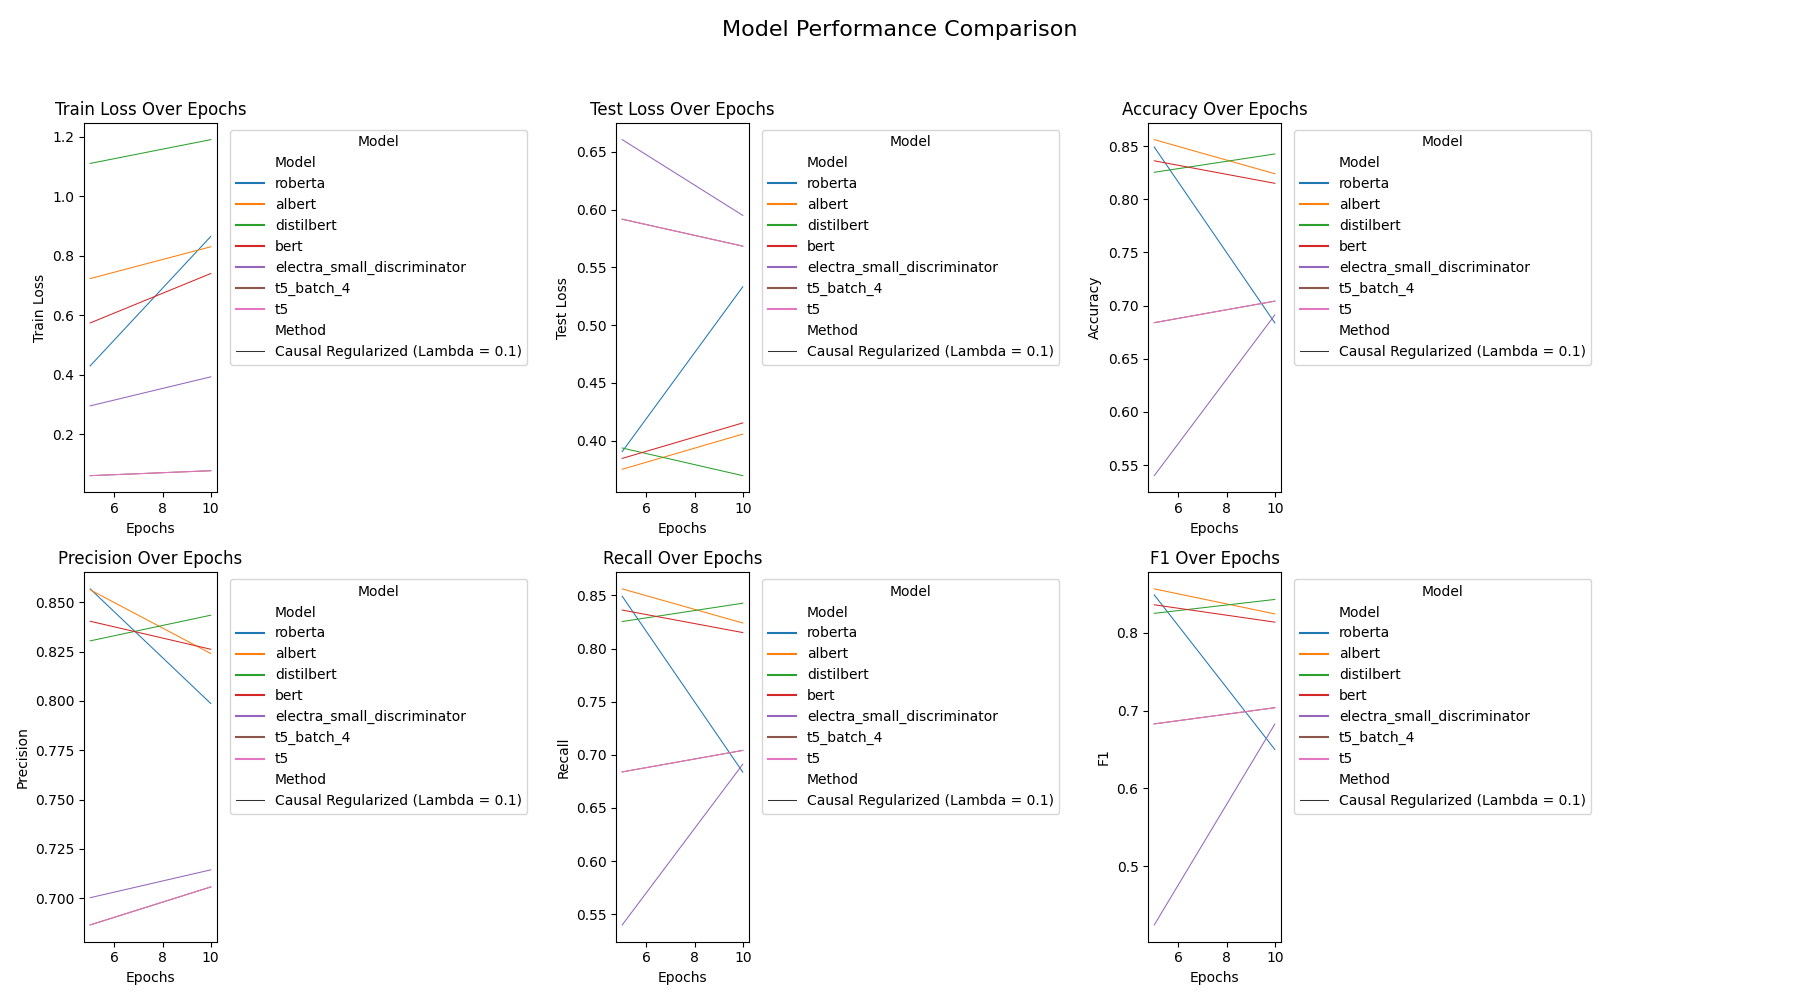 Model Performance Comparison
Train Loss Over Epochs
Train Loss
1.2
1.0
0.8
0.6
0.4
0.2
6 8 10
Epochs
Model
Model
roberta
albert
distilbert
bert
electra_small_discriminator
t5_batch_4
t5
Method
Causal Regularized (Lambda = 0.1)
Test Loss Over Epochs
Test Loss
0.65
0.60
0.55
0.50
0.45
0.40
6 8 10
Epochs
Model
Model
roberta
albert
distilbert
bert
electra_small_discriminator
t5_batch_4
t5
Method
Causal Regularized (Lambda = 0.1)
Accuracy Over Epochs
Accuracy
0.85
0.80
0.75
0.70
0.65
0.60
0.55
6 8 10
Epochs
Model
Model
roberta
albert
distilbert
bert
electra_small_discriminator
t5_batch_4
t5
Method
Causal Regularized (Lambda = 0.1)
Precision Over Epochs
Precision
0.850
0.825
0.800
0.775
0.750
0.725
0.700
6 8 10
Epochs
Model
Model
roberta
albert
distilbert
bert
electra_small_discriminator
t5_batch_4
t5
Method
Causal Regularized (Lambda = 0.1)
Recall Over Epochs
Recall
0.85
0.80
0.75
0.70
0.65
0.60
0.55
6 8 10
Epochs
Model
Model
roberta
albert
distilbert
bert
electra_small_discriminator
t5_batch_4
t5
Method
Causal Regularized (Lambda = 0.1)
F1 Over Epochs
F1
0.8
0.7
0.6
0.5
6 8 10
Epochs
Model
Model
roberta
albert
distilbert
bert
electra_small_discriminator
t5_batch_4
t5
Method
Causal Regularized (Lambda = 0.1)